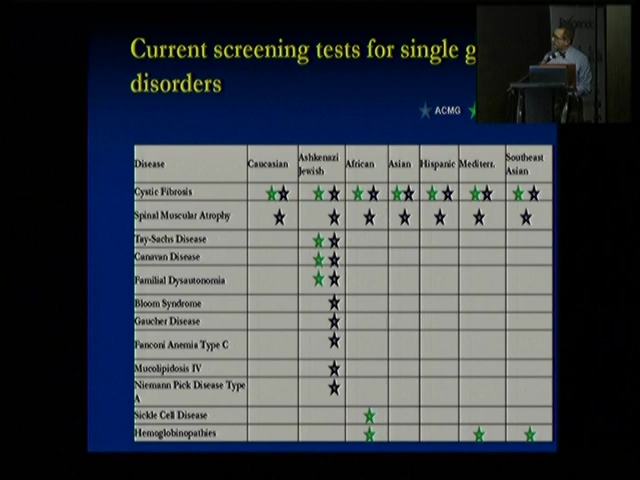 Current screening tests for single g
disorders
ACMG
Disease Caucasian Ashkenazi Jewish African Asian Hispanic Mediterr. Southeast Asian
Cystic Fibrosis
Spinal Muscular Atrophy
Tay-Sachs Disease
Canavan Disease
Familial Dysautonomia
Bloom Syndrome
Gaucher Disease
Fanconi Anemia Type C
Mucolipidosis IV
Niemann Pick Disease Type
A
Sickle Cell Disease
Hemoglobinopathies